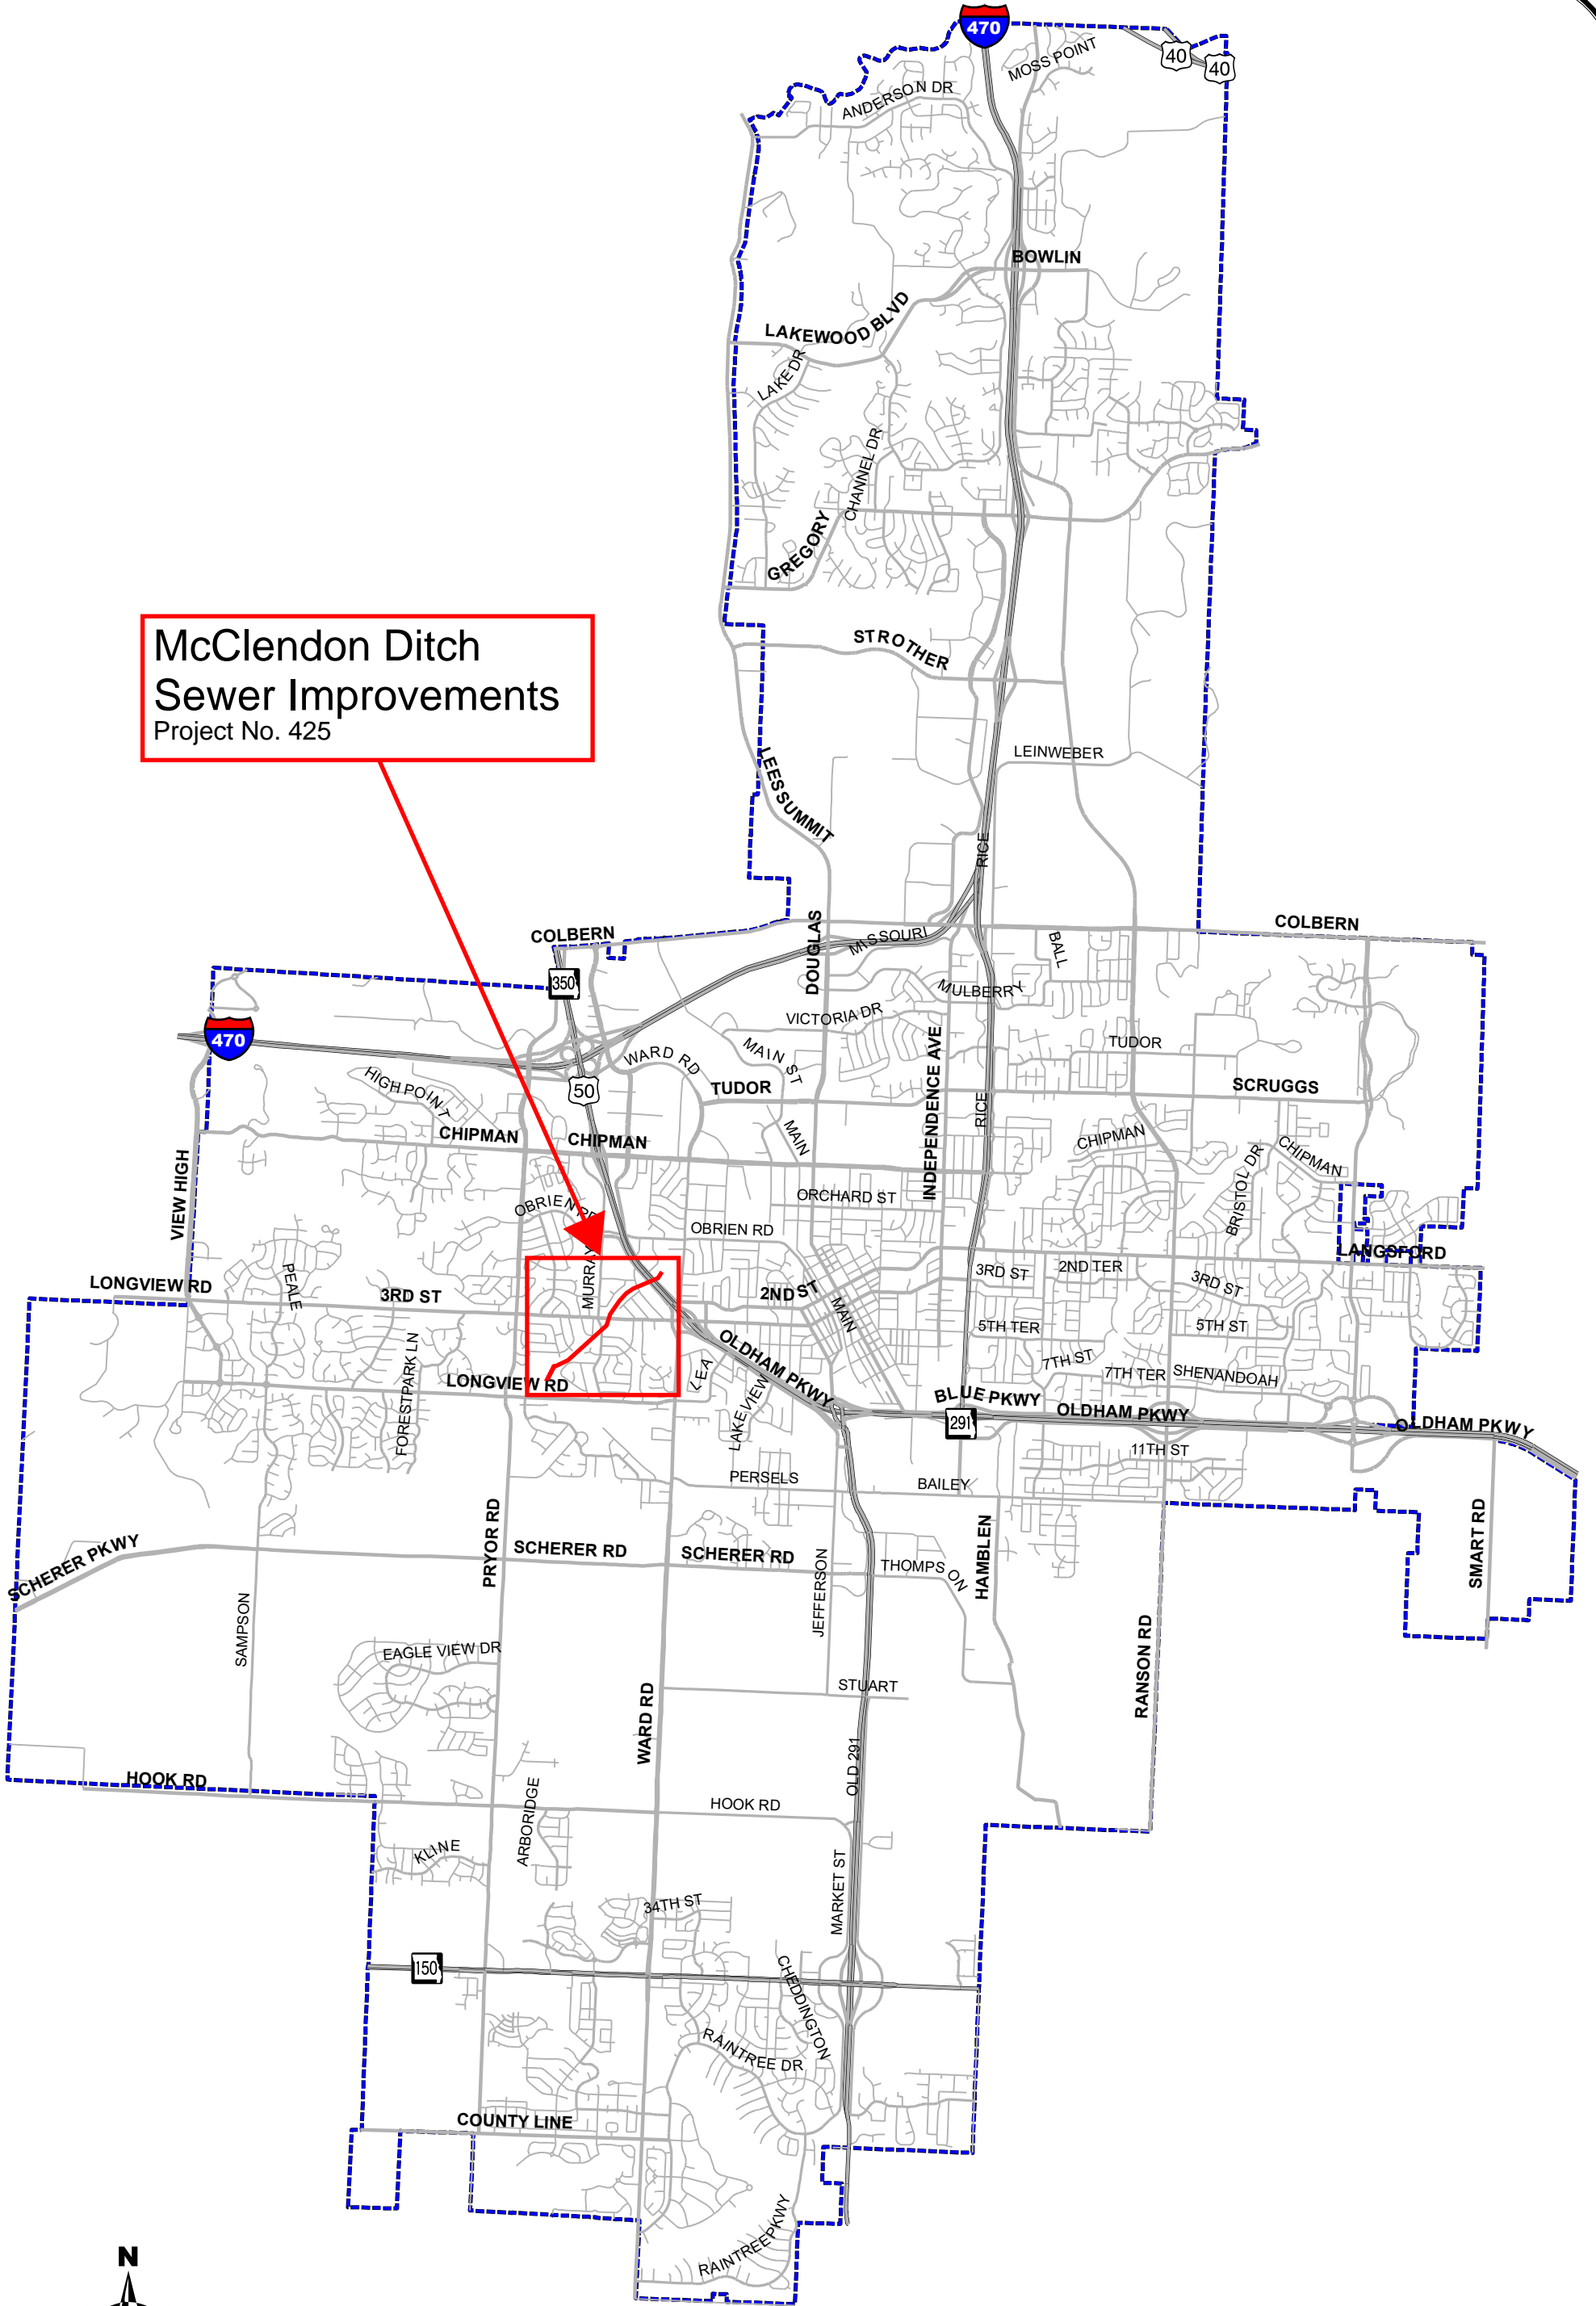 470
40
40
MOSS POINT
ANDERSON DR
BOWLIN
LAKEWOOD BLVD
LAKE DR
CHANNEL DR
GREGORY
McClendon Ditch
Sewer Improvements
Project No. 425
STROTHER
LEINWEBER
LEESSUMMIT
RICE
COLBERN
DOUGLAS
MISSOURI
BALL
COLBERN
350
MULBERRY
VICTORIA DR
470
WARD RD
MAIN ST
TUDOR
INDEPENDENCE AVE
TUDOR
SCRUGGS
50
HIGH POINT
MAIN
RICE
CHIPMAN
CHIPMAN
CHIPMAN
CHIPMAN
VIEW HIGH
ORCHARD ST
BRISTOL DR
OBRIEN RD
OBRIEN RD
MURRAY
LANGSFORD
LONGVIEW RD
PEALE
3RD ST
2ND ST
MAIN
3RD ST
2ND TER
3RD ST
5TH TER
5TH ST
FORESTPARK LN
OLDHAM PKWY
LEA
7TH ST
7TH TER
SHENANDOAH
LONGVIEW RD
LAKEVIEW
BLUE PKWY
291
OLDHAM PKWY
OLDHAM PKWY
11TH ST
PERSELS
BAILEY
PRYOR RD
SCHERER PKWY
SCHERER RD
SCHERER RD
JEFFERSON
THOMPSON
HAMBLEN
SMART RD
SAMPSON
EAGLE VIEW DR
RANSON RD
WARD RD
STUART
OLD 291
HOOK RD
ARBORIDGE
HOOK RD
KLINE
MARKET ST
34TH ST
150
CHEDDINGTON
RAINTREE DR
COUNTY LINE
RAINTREE PKWY
N